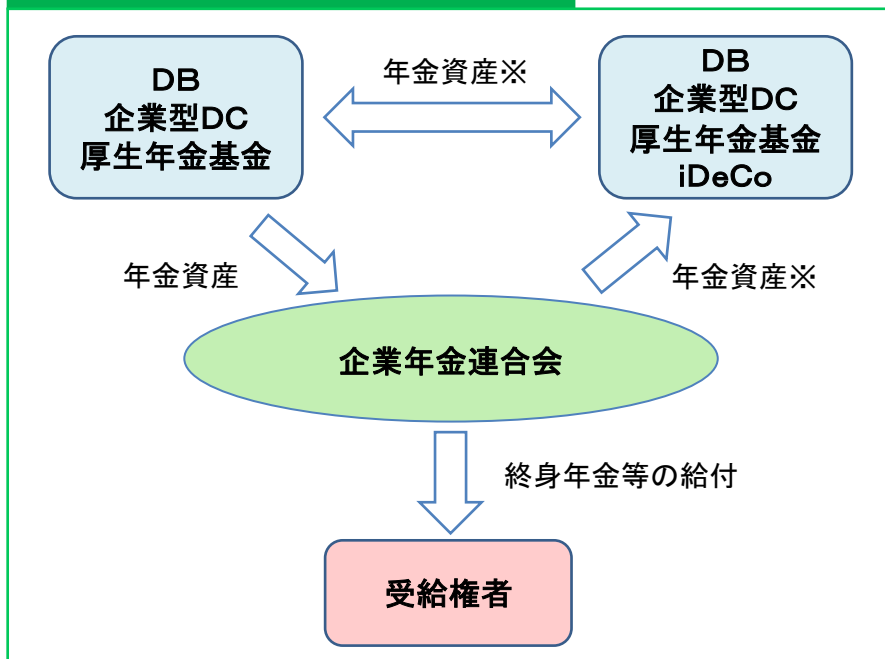 DB
企業型DC
厚生年金基金
年金資産※
DB
企業型DC
厚生年金基金
iDeCo
年金資産
年金資産※
企業年金連合会
終身年金等の給付
受給権者